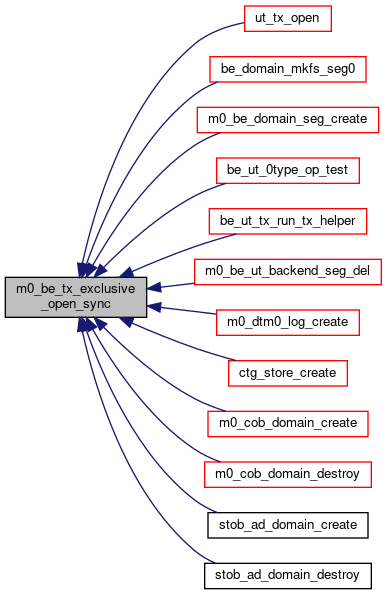 ut_tx_open
be_domain_mkfs_seg0
m0_be_domain_seg_create
be_ut_0type_op_test
be_ut_tx_run_tx_helper
m0_be_tx_exclusive
_open_sync
m0_be_ut_backend_seg_del
m0_dtm0_log_create
ctg_store_create
m0_cob_domain_create
m0_cob_domain_destroy
stob_ad_domain_create
stob_ad_domain_destroy